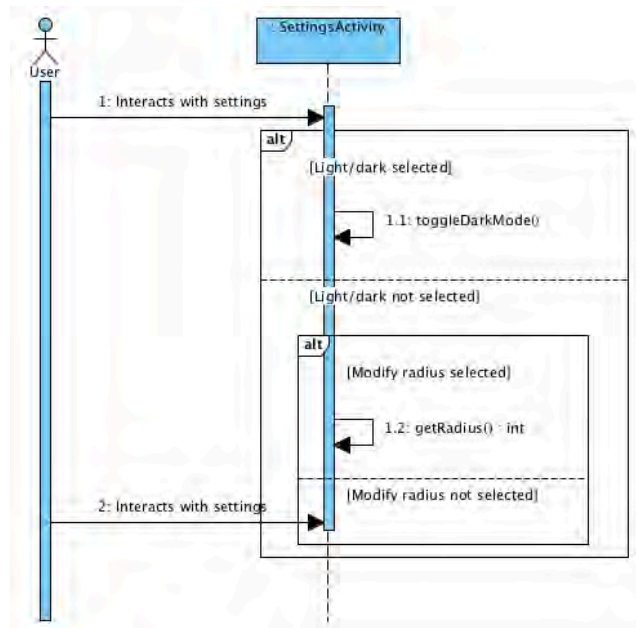 : SettingsActivity
User
1: Interacts with settings
alt
[Light/dark selected]
1.1: toggleDarkMode()
[Light/dark not selected]
alt
[Modify radius selected]
1.2: getRadius() : int
[Modify radius not selected]
2: Interacts with settings